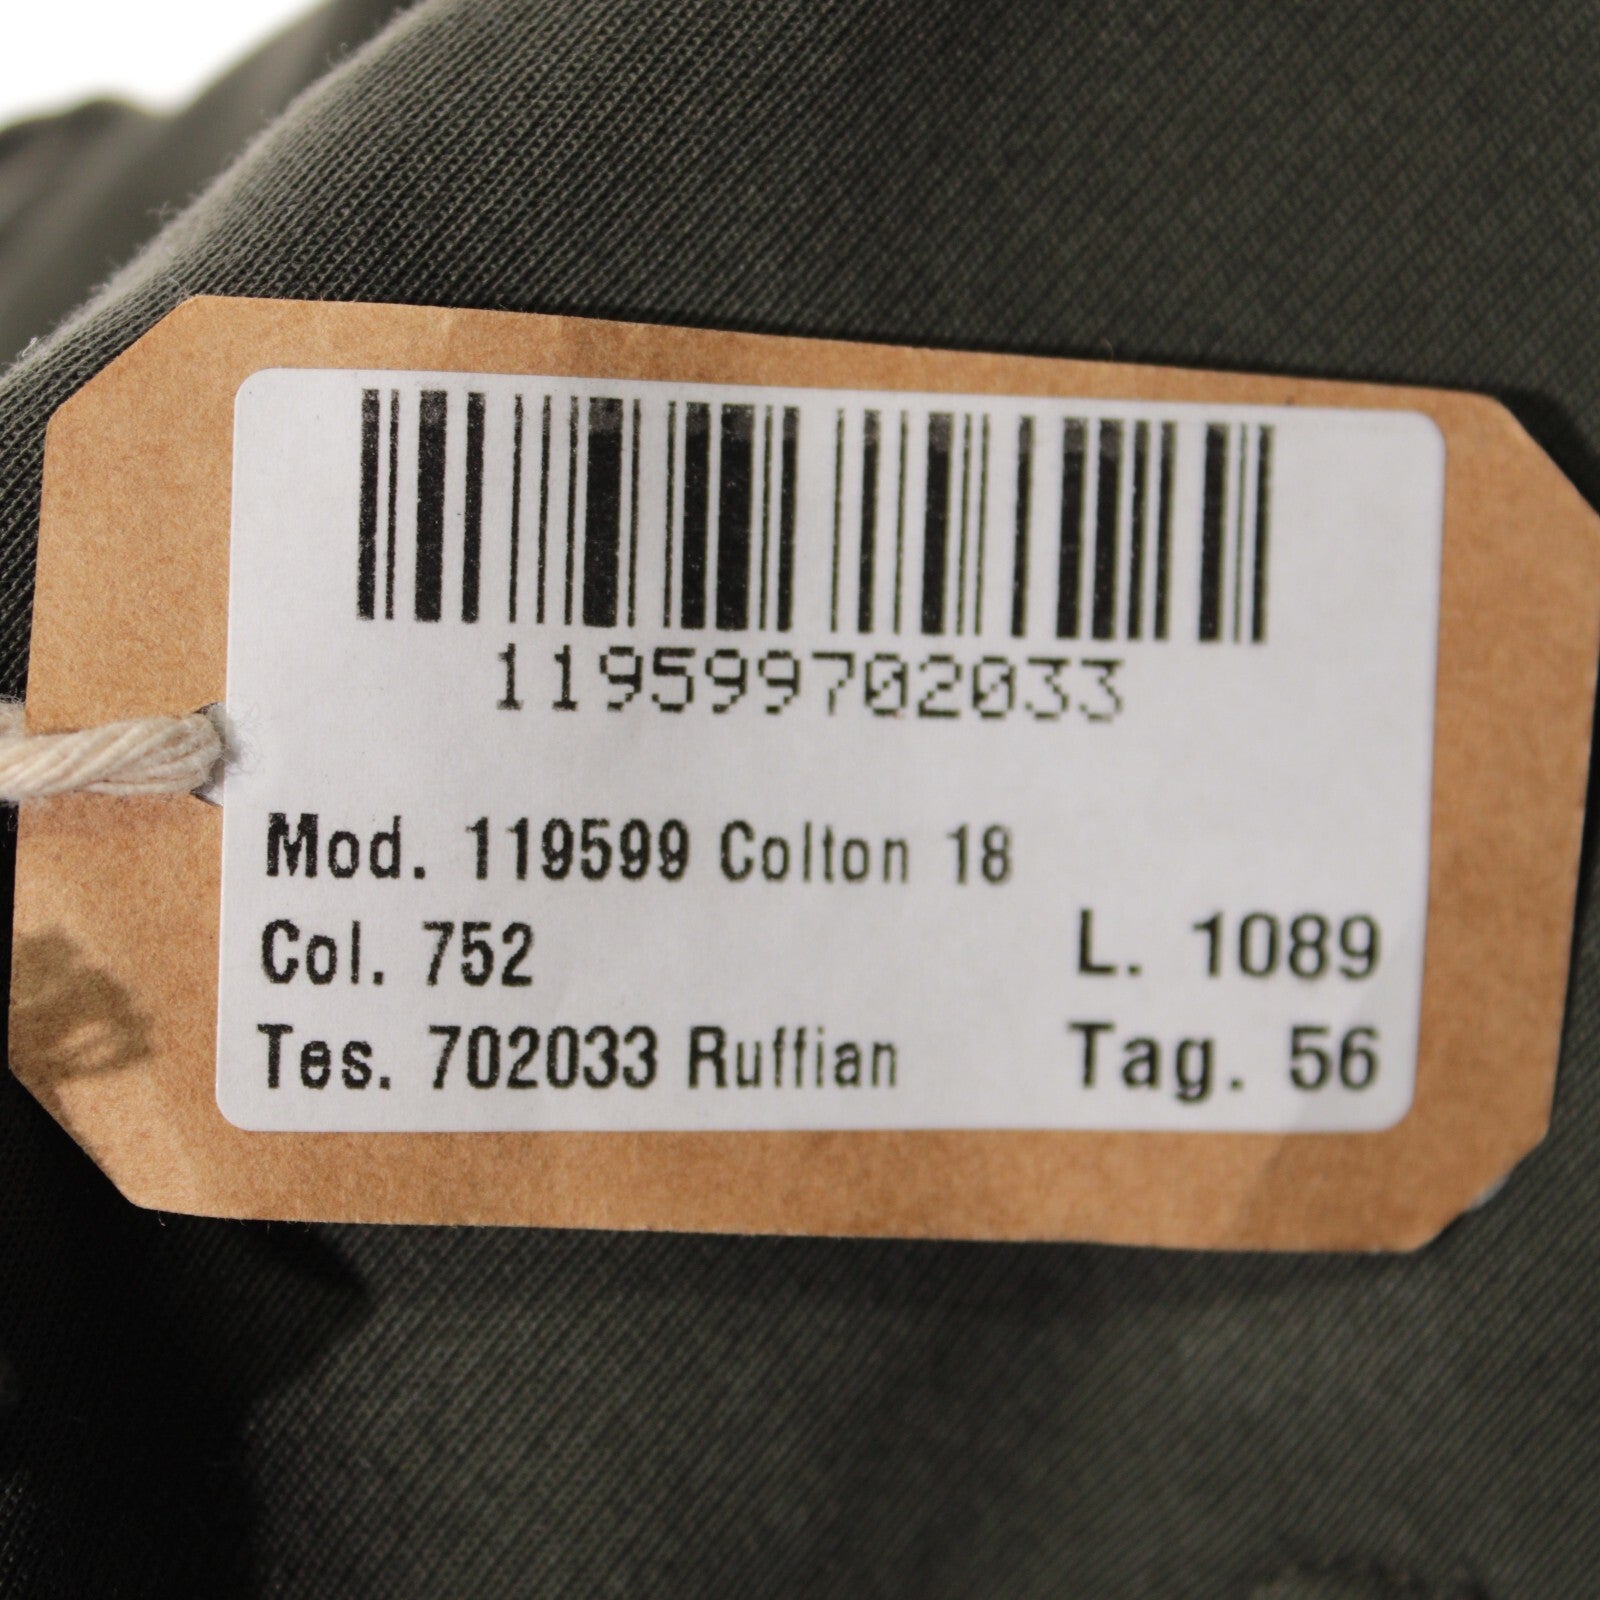 119599702033
Mod. 119599 Colton 18
Col. 752 L. 1089
Tes. 702033 Ruffian Tag. 56